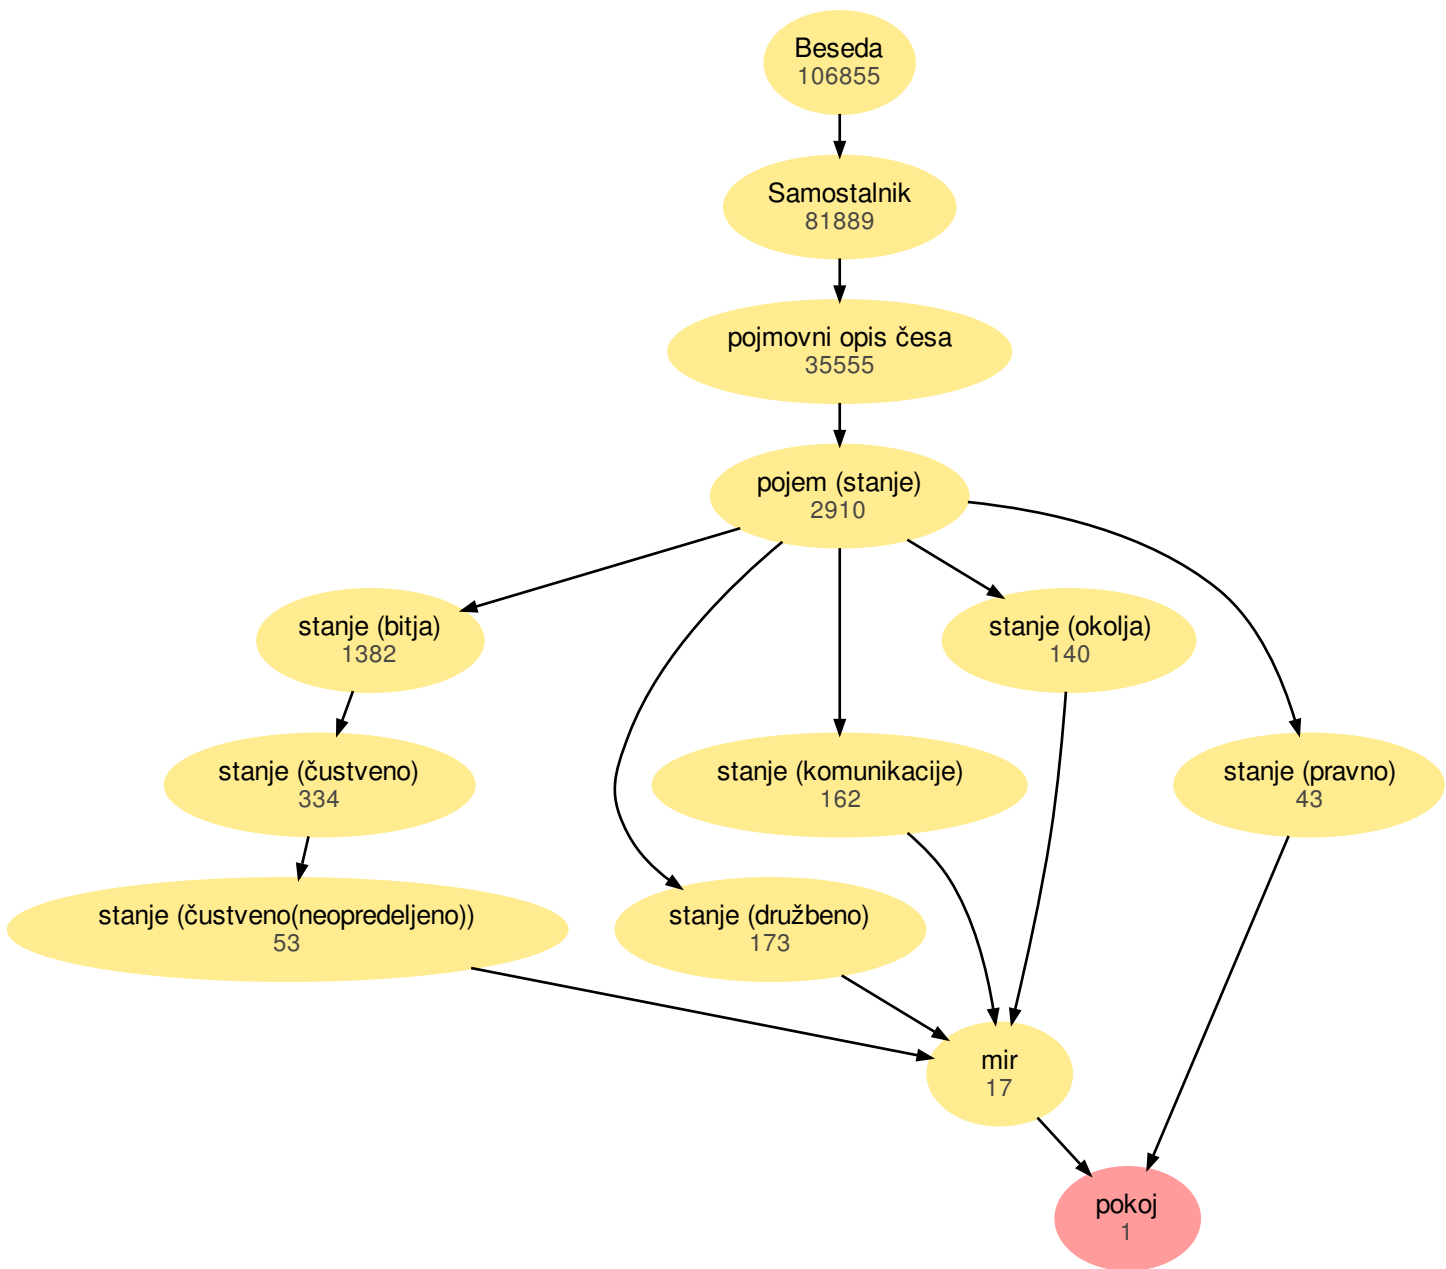 Beseda
106855
Samostalnik
81889
pojmovni opis česa
35555
pojem (stanje)
2910
stanje (bitja)
1382
stanje (okolja)
140
stanje (čustveno)
334
stanje (komunikacije)
162
stanje (pravno)
43
stanje (čustveno(neopredeljeno))
53
stanje (družbeno)
173
mir
17
pokoj
1